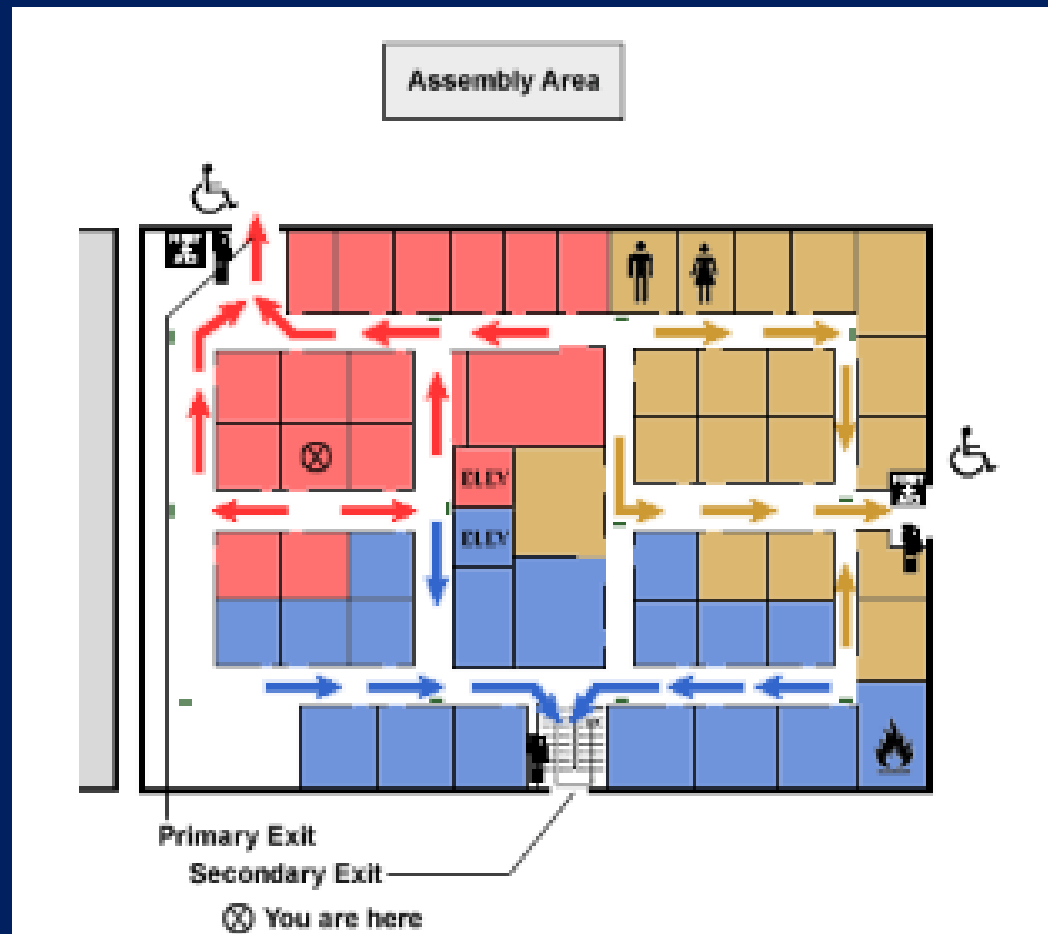 Assembly Area
ELEV
ELEV
Primary Exit
Secondary Exit
You are here